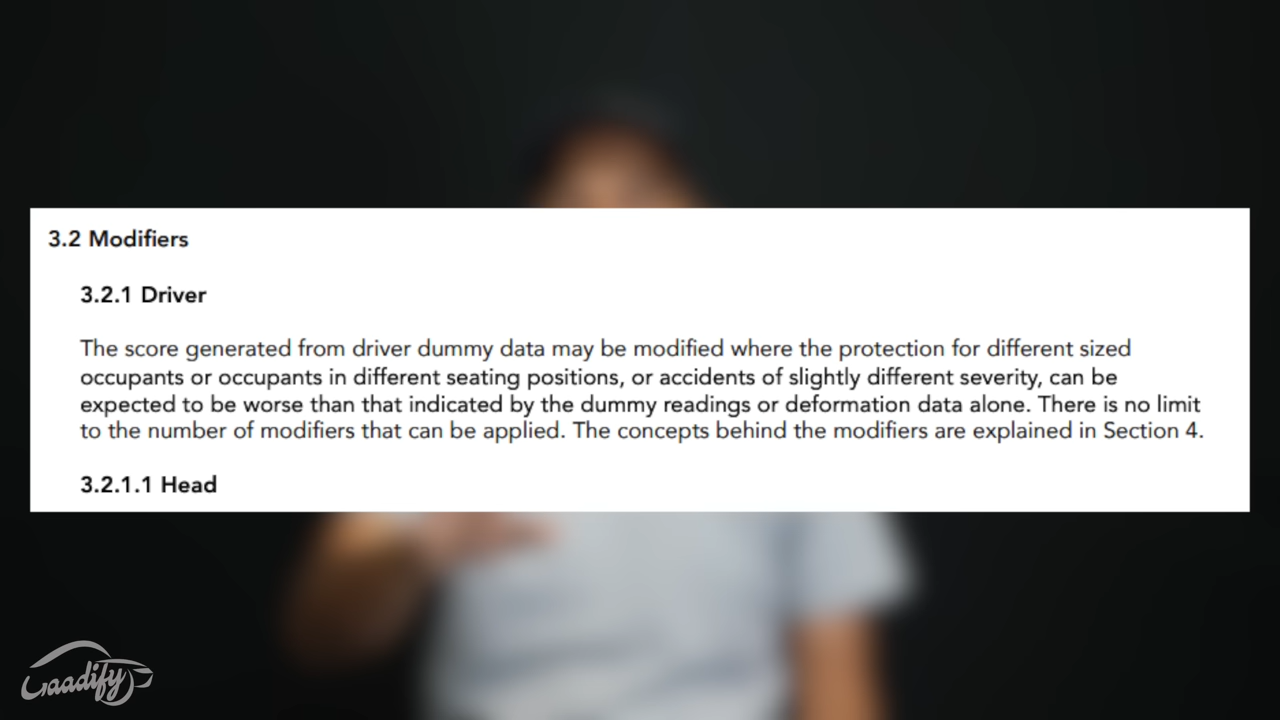 3.2 Modifiers
3.2.1 Driver
The score generated from driver dummy data may be modified where the protection for different sized
occupants or occupants in different seating positions, or accidents of slightly different severity, can be
expected to be worse than that indicated by the dummy readings or deformation data alone. There is no limit
to the number of modifiers that can be applied. The concepts behind the modifiers are explained in Section 4.
3.2.1.1 Head
Gaadify